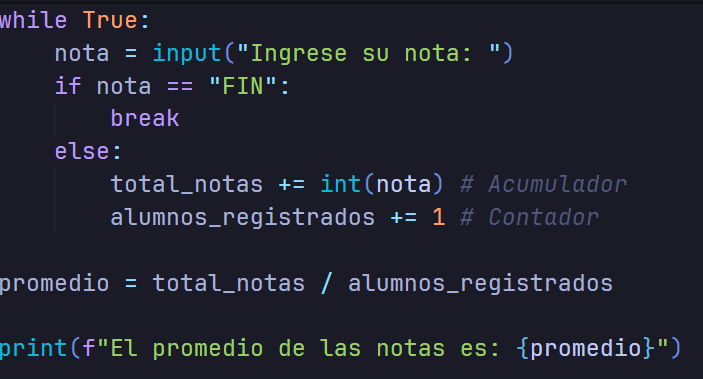 while True:
    nota = input("Ingrese su nota: ")
    if nota == "FIN":
        break
    else:
        total_notas += int(nota) # Acumulador
        alumnos_registrados += 1 # Contador

promedio = total_notas / alumnos_registrados

print(f"El promedio de las notas es: {promedio}")